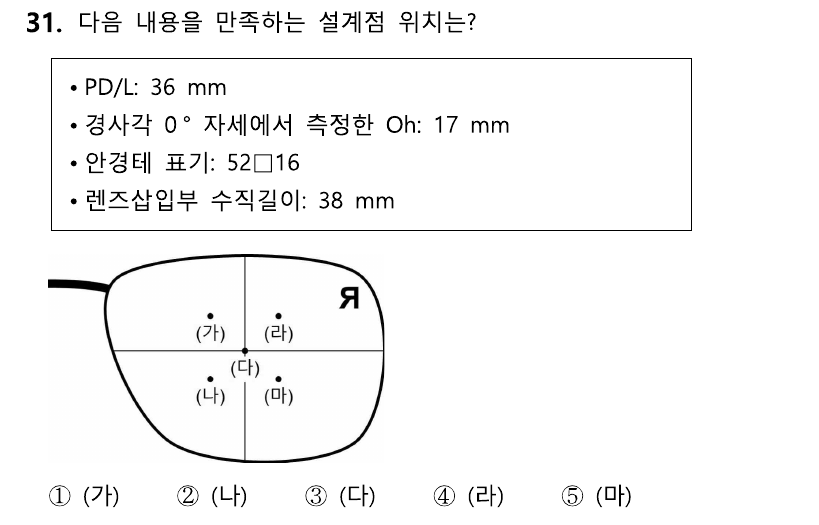 31. 다음 내용을 만족하는 설계점 위치는?
• PD/L: 36 mm
• 경사각 0° 자세에서 측정한 Oh: 17 mm
• 안경테 표기: 52□16
• 렌즈삽입부 수직길이: 38 mm
Я
(가) (라)
(다)
(나) (마)
① (가) ② (나) ③ (다) ④ (라) ⑤ (마)